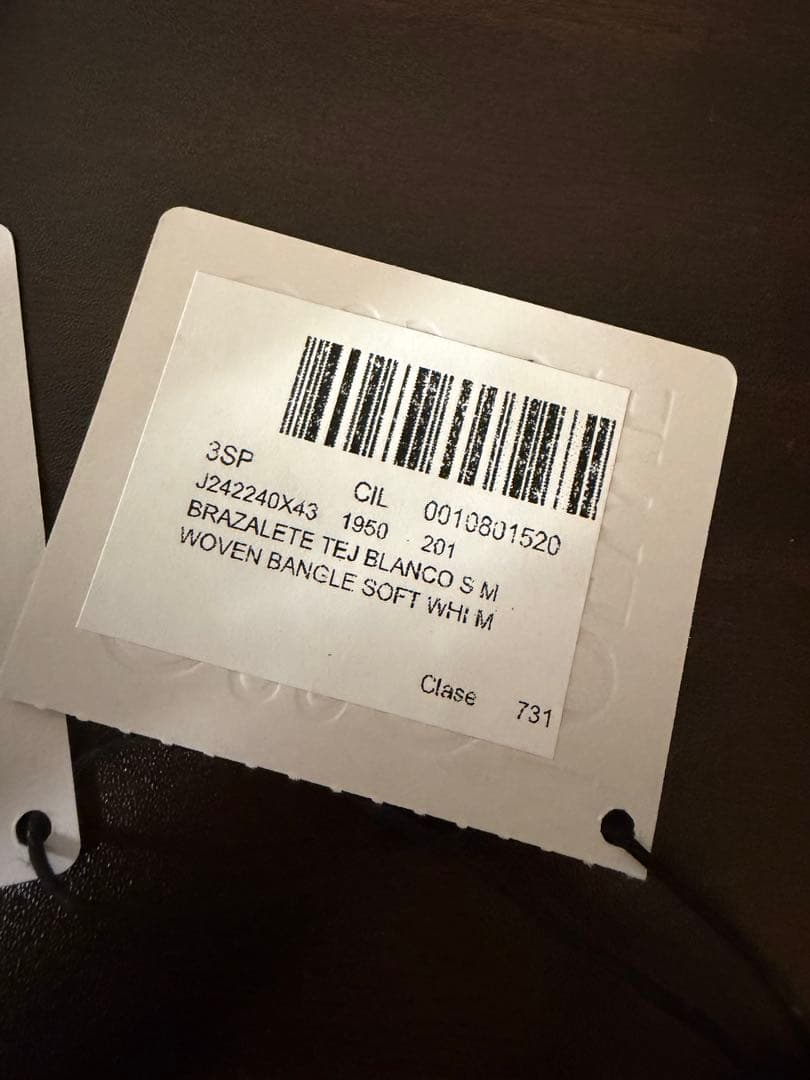 3SP CIL 0010801520
J242240X43 1950 201
BRAZALETE TEJ BLANCO S M
WOVEN BANGLE SOFT WHI M
Clase 731